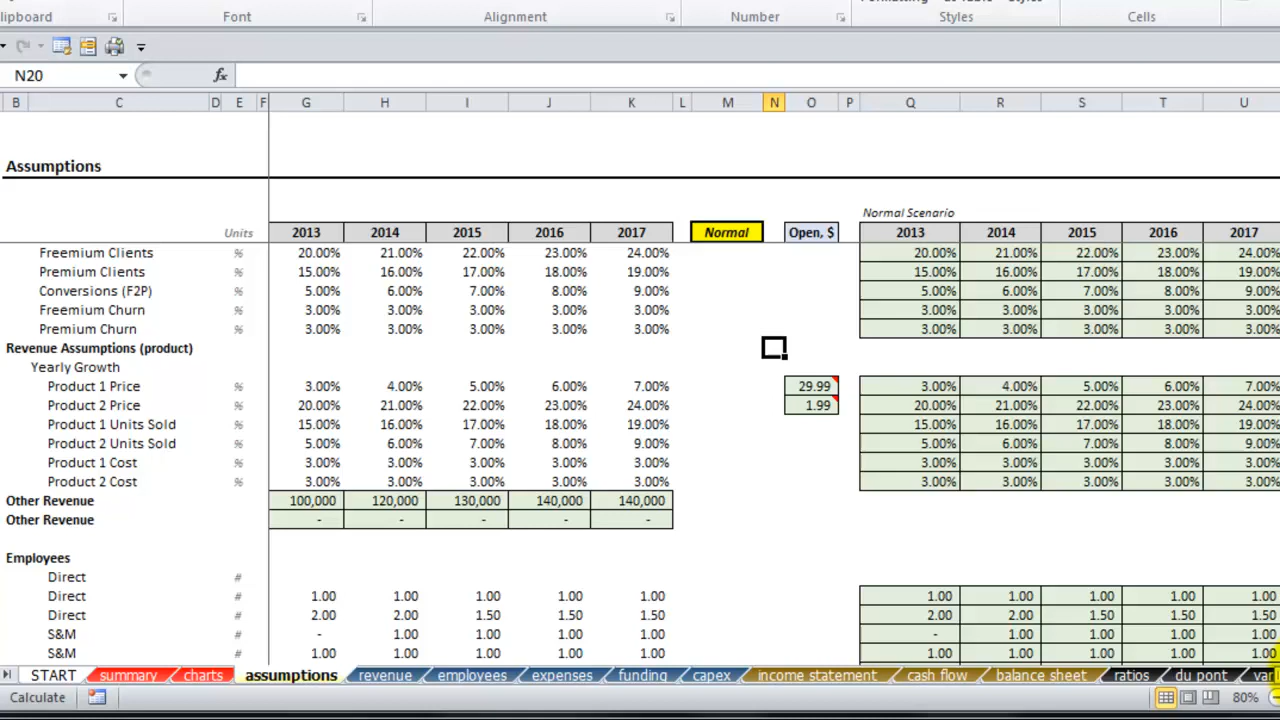 lipboard Font Alignment Number Styles Cells
N20 fx
B C D E F G H I J K L M N O P Q R S T U
Assumptions
Normal Scenario
Units 2013 2014 2015 2016 2017 Normal Open, $ 2013 2014 2015 2016 2017
Freemium Clients % 20.00% 21.00% 22.00% 23.00% 24.00% 20.00% 21.00% 22.00% 23.00% 24.00%
Premium Clients % 15.00% 16.00% 17.00% 18.00% 19.00% 15.00% 16.00% 17.00% 18.00% 19.00%
Conversions (F2P) % 5.00% 6.00% 7.00% 8.00% 9.00% 5.00% 6.00% 7.00% 8.00% 9.00%
Freemium Churn % 3.00% 3.00% 3.00% 3.00% 3.00% 3.00% 3.00% 3.00% 3.00% 3.00%
Premium Churn % 3.00% 3.00% 3.00% 3.00% 3.00% 3.00% 3.00% 3.00% 3.00% 3.00%
Revenue Assumptions (product)
Yearly Growth
Product 1 Price % 3.00% 4.00% 5.00% 6.00% 7.00% 29.99 3.00% 4.00% 5.00% 6.00% 7.00%
Product 2 Price % 20.00% 21.00% 22.00% 23.00% 24.00% 1.99 20.00% 21.00% 22.00% 23.00% 24.00%
Product 1 Units Sold % 15.00% 16.00% 17.00% 18.00% 19.00% 15.00% 16.00% 17.00% 18.00% 19.00%
Product 2 Units Sold % 5.00% 6.00% 7.00% 8.00% 9.00% 5.00% 6.00% 7.00% 8.00% 9.00%
Product 1 Cost % 3.00% 3.00% 3.00% 3.00% 3.00% 3.00% 3.00% 3.00% 3.00% 3.00%
Product 2 Cost % 3.00% 3.00% 3.00% 3.00% 3.00% 3.00% 3.00% 3.00% 3.00% 3.00%
Other Revenue 100,000 120,000 130,000 140,000 140,000
Other Revenue - - - - -
Employees
Direct #
Direct # 1.00 1.00 1.00 1.00 1.00 1.00 1.00 1.00 1.00 1.00
Direct # 2.00 2.00 1.50 1.50 1.50 2.00 2.00 1.50 1.50 1.50
S&M # - 1.00 1.00 1.00 1.00 - 1.00 1.00 1.00 1.00
S&M # 1.00 1.00 1.00 1.00 1.00 1.00 1.00 1.00 1.00 1.00
START summary charts assumptions revenue employees expenses funding capex income statement cash flow balance sheet ratios du pont
Calculate 80%